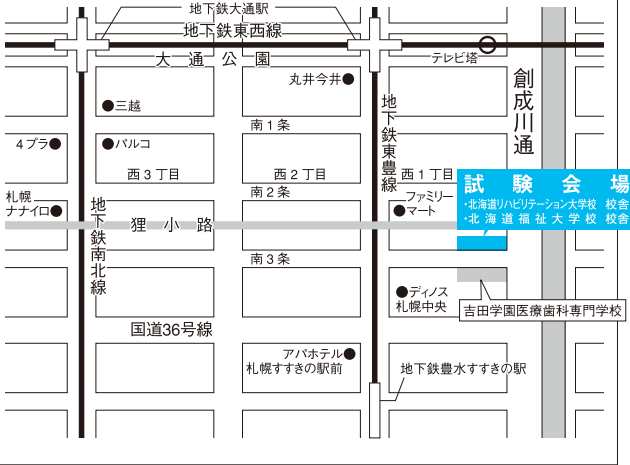 地下鉄大通駅
地下鉄東西線
大通公園
テレビ塔
丸井今井
創成川通
三越
地下鉄東豊線
南1条
4プラ
パルコ
西3丁目
西2丁目
西1丁目
試験会場
・北海道リハビリテーション大学校 校舎
・北海道福祉大学校 校舎
札幌
ナナイロ
地下鉄南北線
南2条
ファミリー
マート
狸小路
南3条
ディノス
札幌中央
吉田学園医療歯科専門学校
国道36号線
アパホテル
札幌すすきの駅前
地下鉄豊水すすきの駅